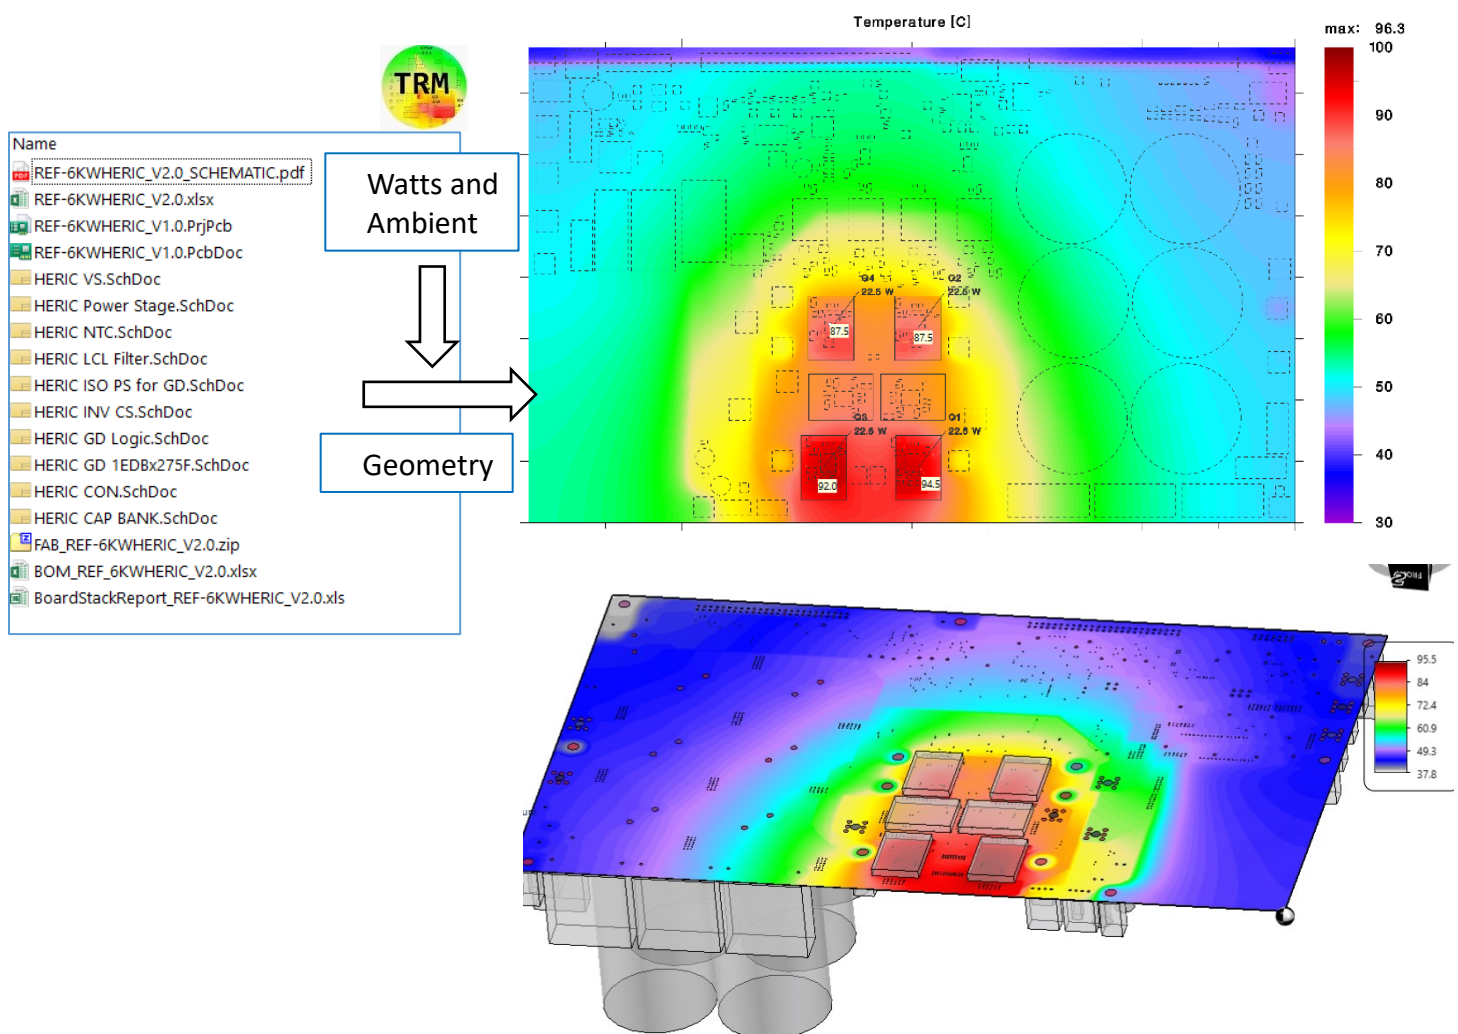 Temperature [C]
max: 96.3
TRM
Name
REF-6KWHERIC_V2.0_SCHEMATIC.pdf
REF-6KWHERIC_V2.0.xlsx
REF-6KWHERIC_V1.0.PrjPcb
REF-6KWHERIC_V1.0.PcbDoc
HERIC VS.SchDoc
HERIC Power Stage.SchDoc
HERIC NTC.SchDoc
HERIC LCL Filter.SchDoc
HERIC ISO PS for GD.SchDoc
HERIC INV CS.SchDoc
HERIC GD Logic.SchDoc
HERIC GD 1EDBx275F.SchDoc
HERIC CON.SchDoc
HERIC CAP BANK.SchDoc
FAB_REF-6KWHERIC_V2.0.zip
BOM_REF_6KWHERIC_V2.0.xlsx
BoardStackReport_REF-6KWHERIC_V2.0.xls
Watts and
Ambient
Geometry
Q4
22.5 W
87.5
Q2
22.5 W
87.5
Q3
22.5 W
92.0
Q1
22.5 W
94.5
100
90
80
70
60
50
40
30
95.5
84
72.4
60.9
49.3
37.8